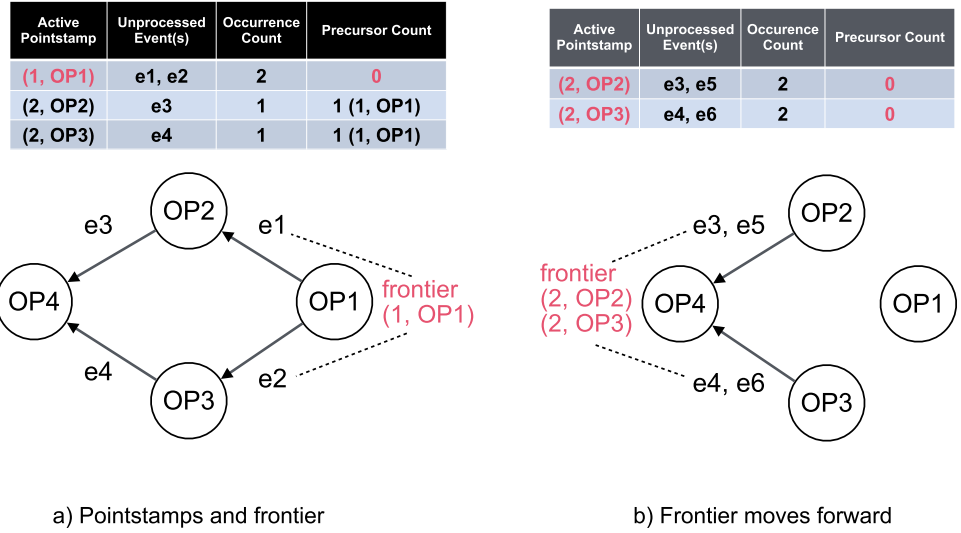 Active Pointstamp | Unprocessed Event(s) | Occurrence Count | Precursor Count
(1, OP1) | e1, e2 | 2 | 0
(2, OP2) | e3 | 1 | 1 (1, OP1)
(2, OP3) | e4 | 1 | 1 (1, OP1)
OP2
e3
e1
OP4
OP1
frontier
(1, OP1)
e4
e2
OP3
a) Pointstamps and frontier
Active Pointstamp | Unprocessed Event(s) | Occurence Count | Precursor Count
(2, OP2) | e3, e5 | 2 | 0
(2, OP3) | e4, e6 | 2 | 0
OP2
e3, e5
frontier
(2, OP2)
(2, OP3)
OP4
OP1
e4, e6
OP3
b) Frontier moves forward